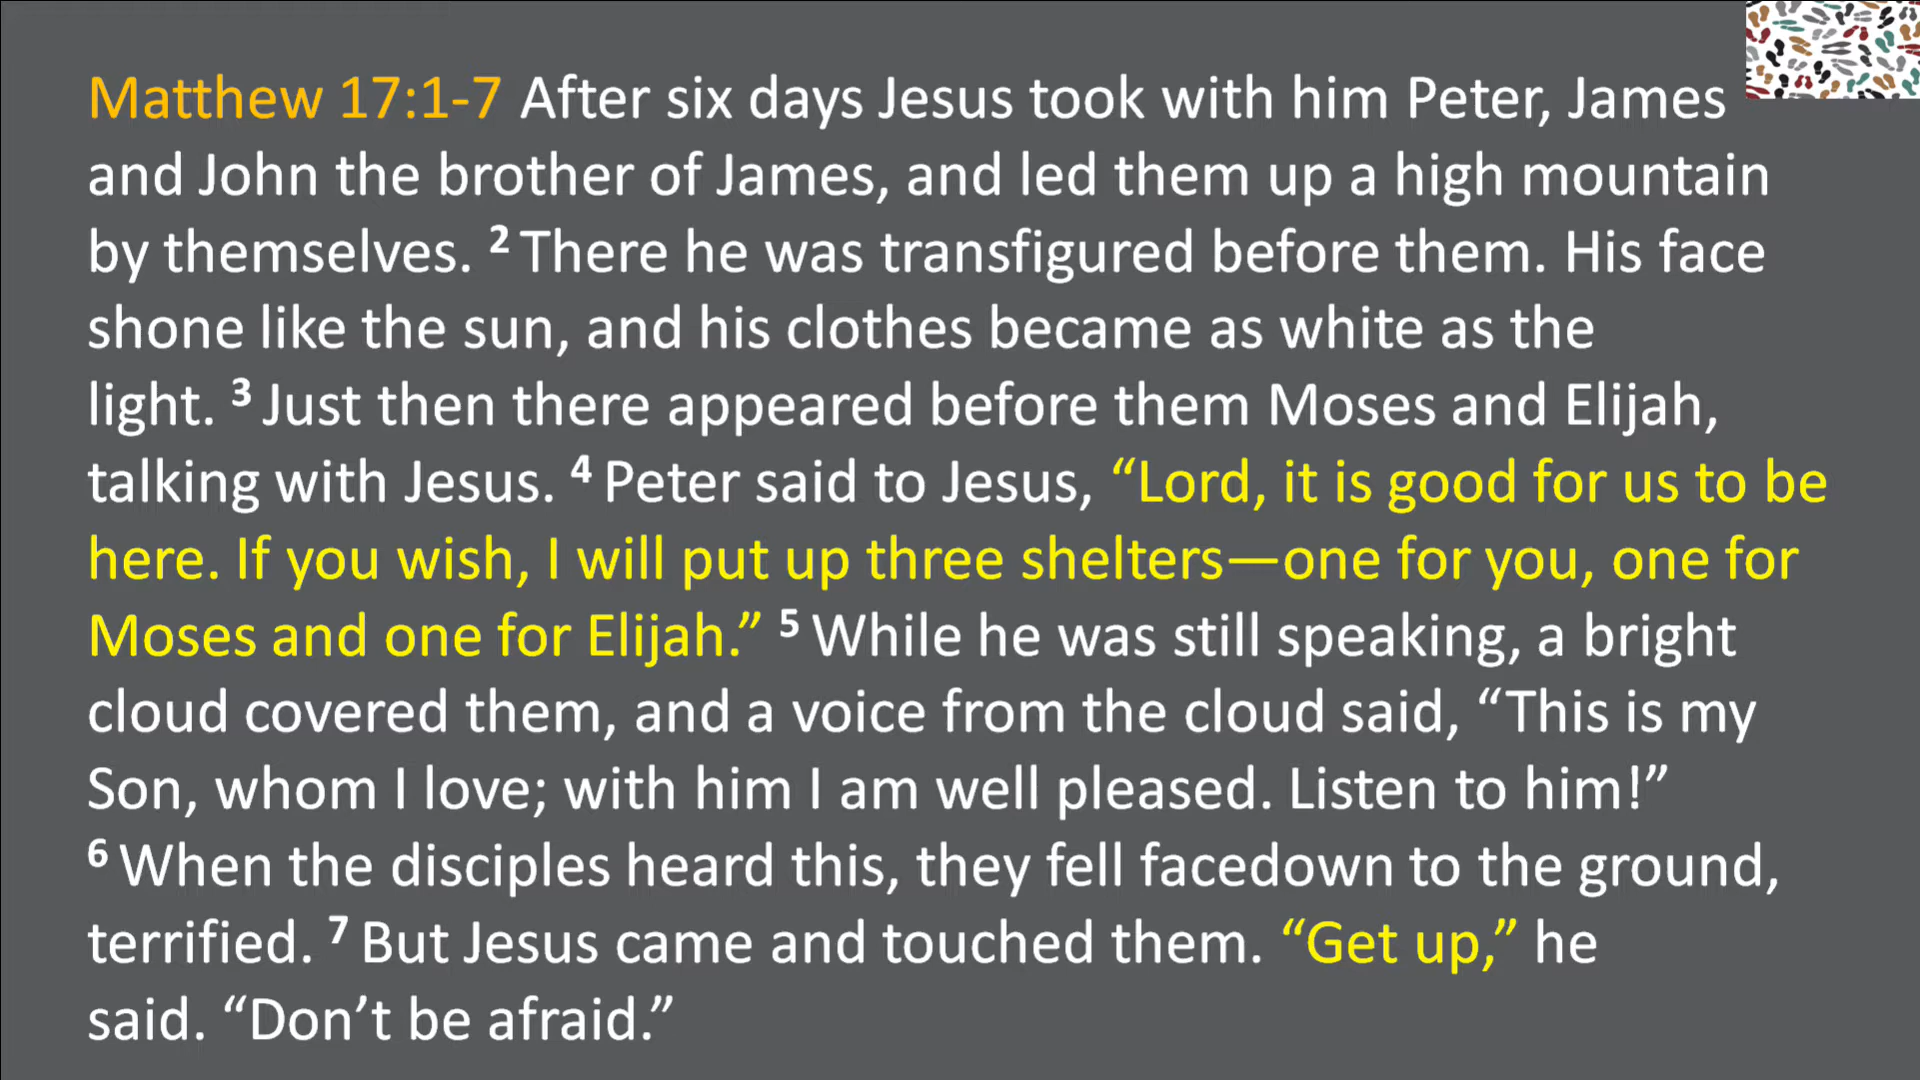 Matthew 17:1-7 After six days Jesus took with him Peter, James
and John the brother of James, and led them up a high mountain
by themselves. ² There he was transfigured before them. His face
shone like the sun, and his clothes became as white as the
light. ³ Just then there appeared before them Moses and Elijah,
talking with Jesus. ⁴ Peter said to Jesus, “Lord, it is good for us to be
here. If you wish, I will put up three shelters—one for you, one for
Moses and one for Elijah.” ⁵ While he was still speaking, a bright
cloud covered them, and a voice from the cloud said, “This is my
Son, whom I love; with him I am well pleased. Listen to him!”
⁶ When the disciples heard this, they fell facedown to the ground,
terrified. ⁷ But Jesus came and touched them. “Get up,” he
said. “Don’t be afraid.”